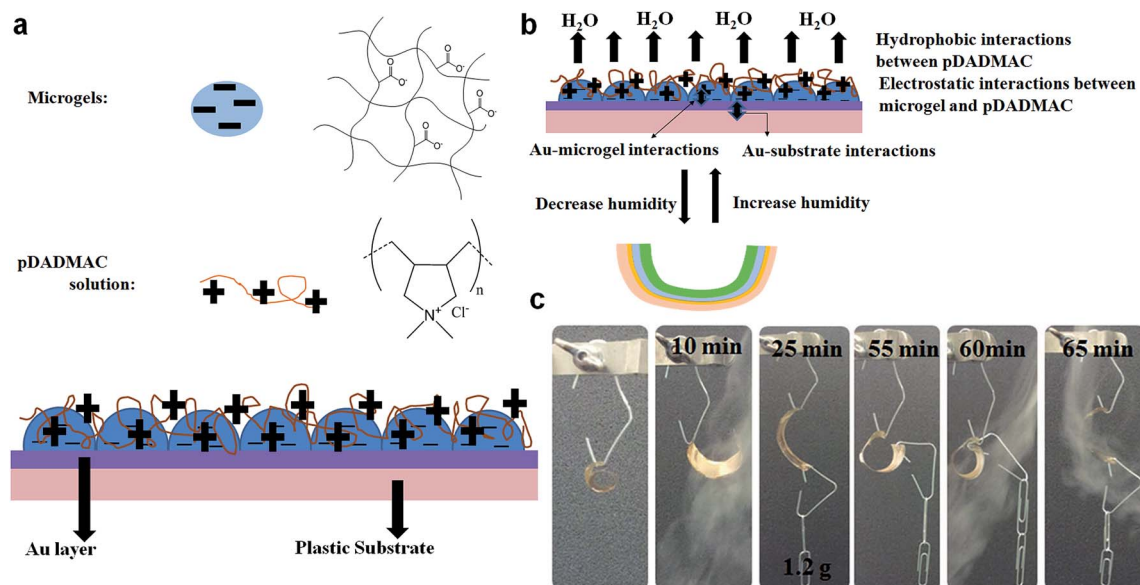 a
Microgels:
O
O-
O
O-
O
O-
O
O-
pDADMAC
solution:
n
N+
Cl-
Au layer
Plastic Substrate
b
H2O H2O H2O H2O
Hydrophobic interactions
between pDADMAC
Electrostatic interactions between
microgel and pDADMAC
Au-microgel interactions
Au-substrate interactions
Decrease humidity
Increase humidity
c
10 min
25 min
55 min
60min
65 min
1.2 g